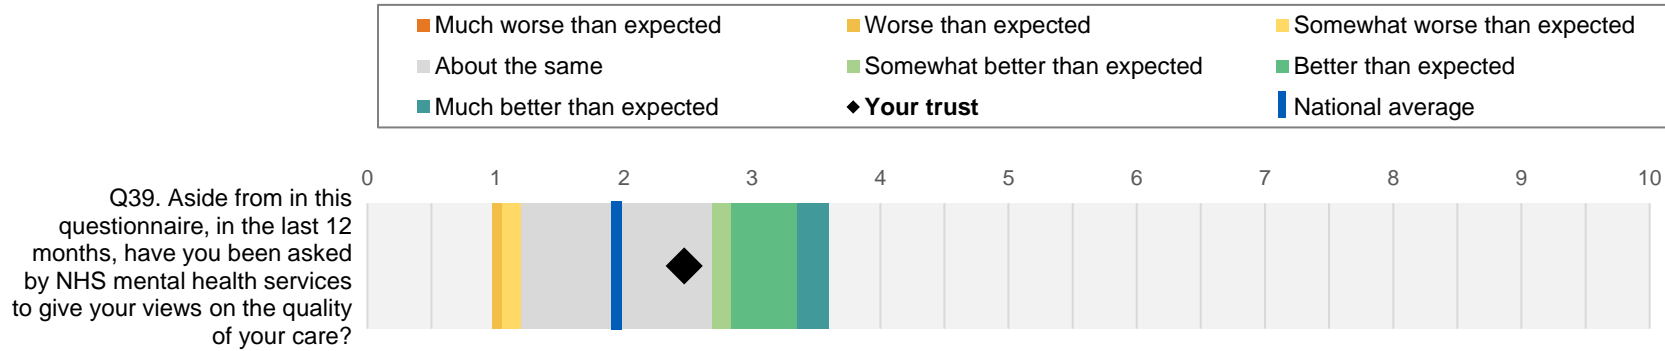 Much worse than expected
Worse than expected
Somewhat worse than expected
About the same
Somewhat better than expected
Better than expected
Much better than expected
Your trust
National average
0 1 2 3 4 5 6 7 8 9 10
Q39. Aside from in this
questionnaire, in the last 12
months, have you been asked
by NHS mental health services
to give your views on the quality
of your care?